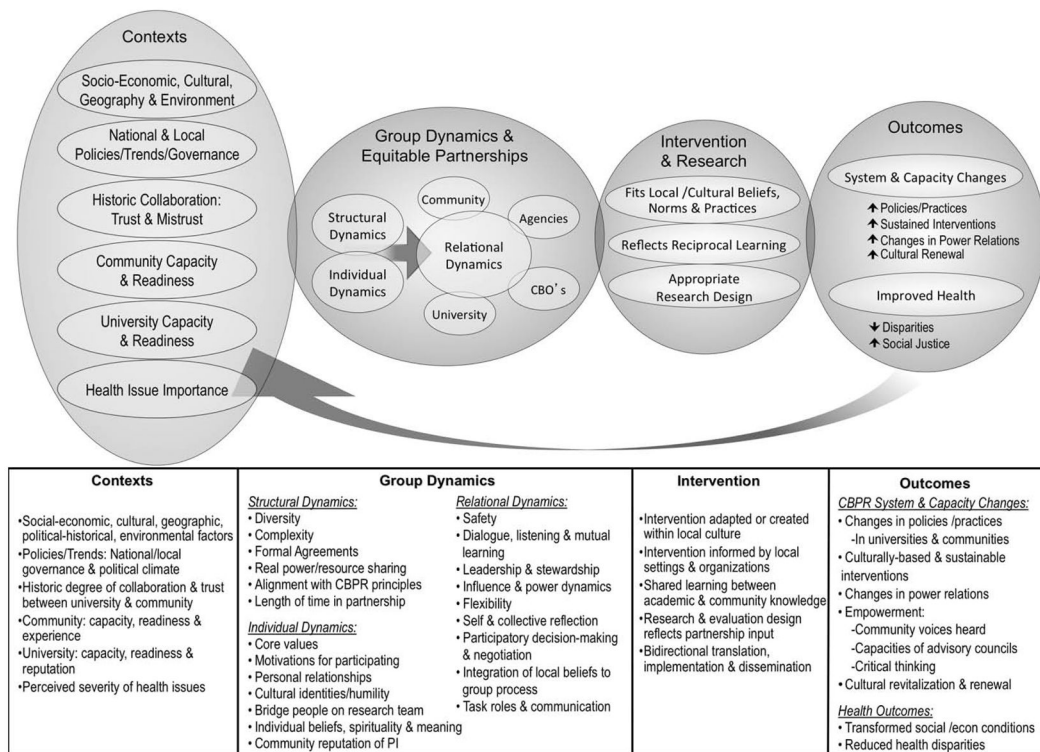 Contexts
Socio-Economic, Cultural,
Geography & Environment
National & Local
Policies/Trends/Governance
Historic Collaboration:
Trust & Mistrust
Community Capacity
& Readiness
University Capacity
& Readiness
Health Issue Importance
Group Dynamics &
Equitable Partnerships
Structural
Dynamics
Individual
Dynamics
Community
Agencies
Relational
Dynamics
CBO's
University
Intervention
& Research
Fits Local /Cultural Beliefs,
Norms & Practices
Reflects Reciprocal Learning
Appropriate
Research Design
Outcomes
System & Capacity Changes
Policies/Practices
Sustained Interventions
Changes in Power Relations
Cultural Renewal
Improved Health
Disparities
Social Justice
Contexts
•Social-economic, cultural, geographic,
political-historical, environmental factors
•Policies/Trends: National/local
governance & political climate
•Historic degree of collaboration & trust
between university & community
•Community: capacity, readiness &
experience
•University: capacity, readiness &
reputation
•Perceived severity of health issues
Group Dynamics
Structural Dynamics:
• Diversity
• Complexity
• Formal Agreements
• Real power/resource sharing
• Alignment with CBPR principles
• Length of time in partnership
Individual Dynamics:
• Core values
• Motivations for participating
• Personal relationships
• Cultural identities/humility
• Bridge people on research team
• Individual beliefs, spirituality & meaning
• Community reputation of PI
Relational Dynamics:
• Safety
• Dialogue, listening & mutual
learning
• Leadership & stewardship
• Influence & power dynamics
• Flexibility
• Self & collective reflection
• Participatory decision-making
& negotiation
• Integration of local beliefs to
group process
• Task roles & communication
Intervention
•Intervention adapted or created
within local culture
•Intervention informed by local
settings & organizations
•Shared learning between
academic & community knowledge
•Research & evaluation design
reflects partnership input
•Bidirectional translation,
implementation & dissemination
Outcomes
CBPR System & Capacity Changes:
• Changes in policies /practices
-In universities & communities
• Culturally-based & sustainable
interventions
• Changes in power relations
• Empowerment:
-Community voices heard
-Capacities of advisory councils
-Critical thinking
• Cultural revitalization & renewal
Health Outcomes:
• Transformed social /econ conditions
• Reduced health disparities